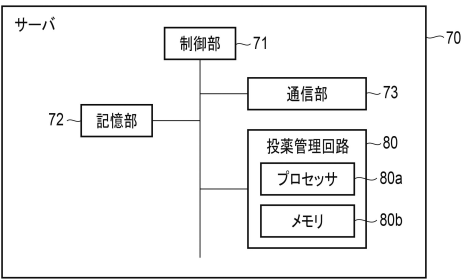 サーバ
70
制御部 71
通信部 73
72 記憶部
投薬管理回路 80
プロセッサ 80a
メモリ 80b